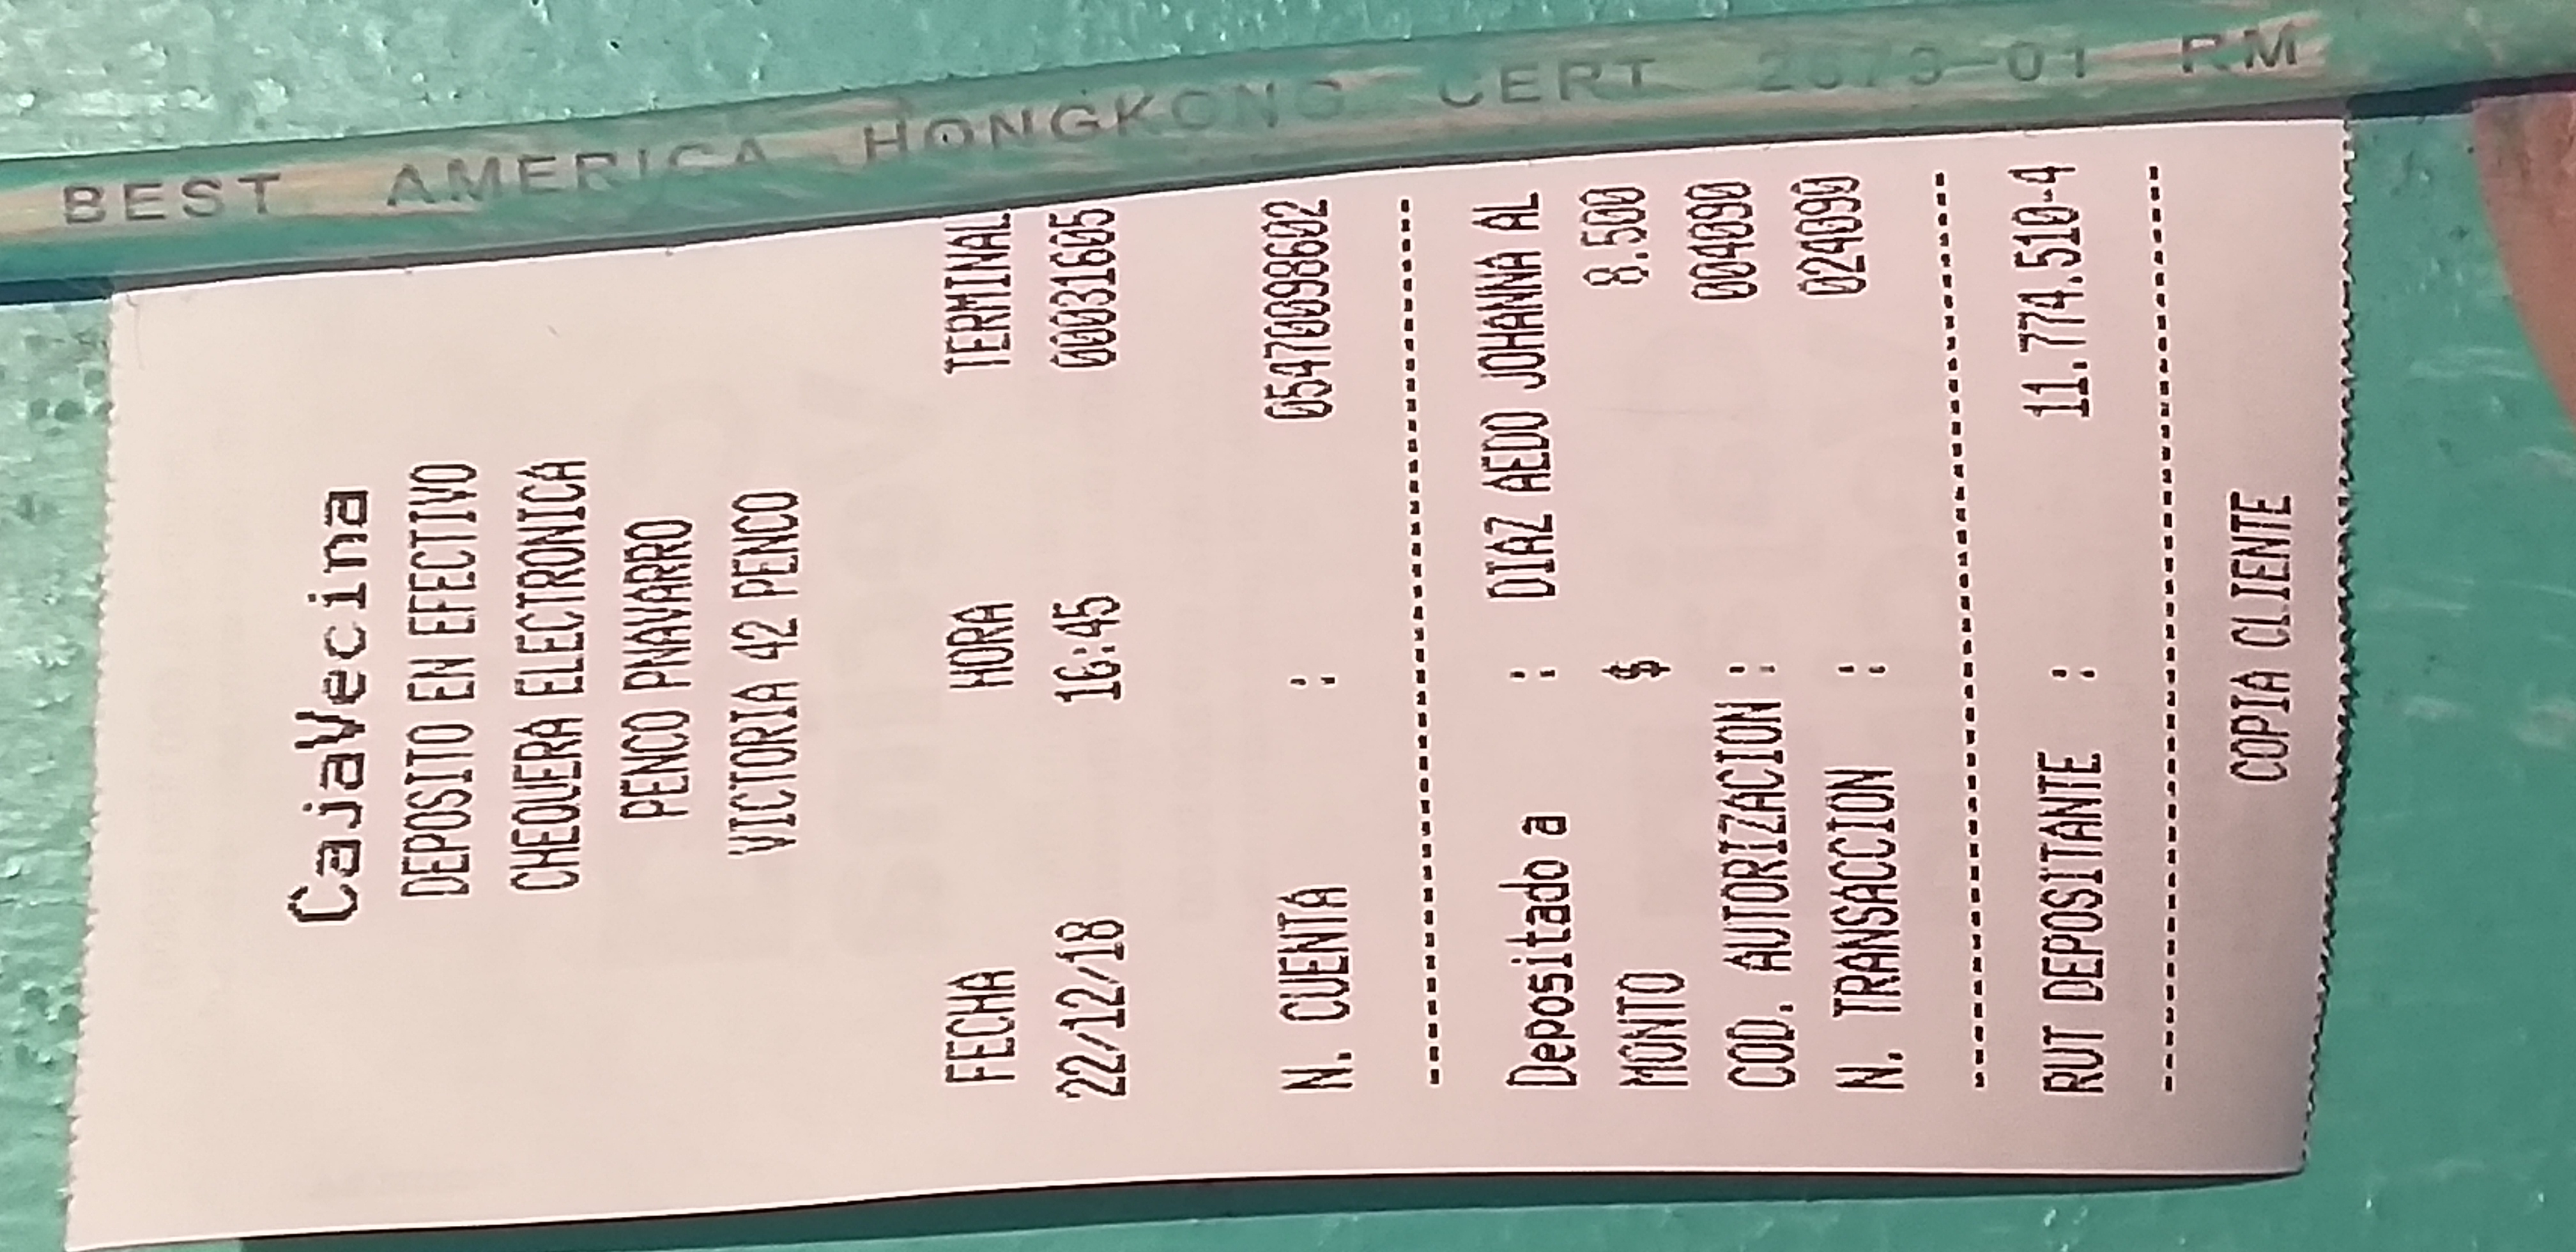 CajaVecina
DEPOSITO EN EFECTIVO
CHEQUERA ELECTRONICA
PENCO PNAVARRO
VICTORIA 42 PENCO
FECHA HORA TERMINAL
22/12/18 16:45 00031605
N. CUENTA : 05470098602
Depositado a : DIAZ AEDO JOHANNA AL
MONTO $ 8.500
COD. AUTORIZACION : 004090
N. TRANSACCION : 024090
RUT DEPOSITANTE : 11.774.510-4
COPIA CLIENTE
BEST AMERICA HONGKONG CERT 2673-01 RM